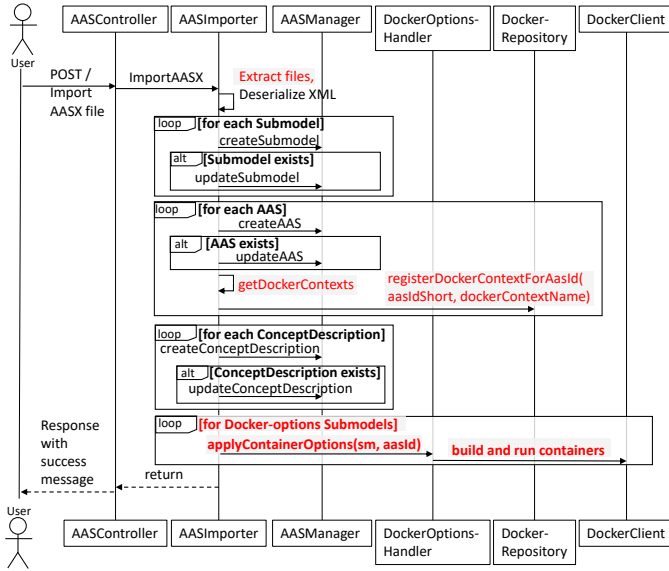 AASController
AASImporter
AASManager
DockerOptions-
Handler
Docker-
Repository
DockerClient
User
POST /
Import
AASX file
ImportAASX
Extract files,
Deserialize XML
loop
[for each Submodel]
createSubmodel
alt
[Submodel exists]
updateSubmodel
loop
[for each AAS]
createAAS
alt
[AAS exists]
updateAAS
getDockerContexts
registerDockerContextForAasId(
aasIdShort, dockerContextName)
loop
[for each ConceptDescription]
createConceptDescription
alt
[ConceptDescription exists]
updateConceptDescription
loop
[for Docker-options Submodels]
applyContainerOptions(sm, aasId)
build and run containers
Response
with
success
message
return
User
AASController
AASImporter
AASManager
DockerOptions-
Handler
Docker-
Repository
DockerClient